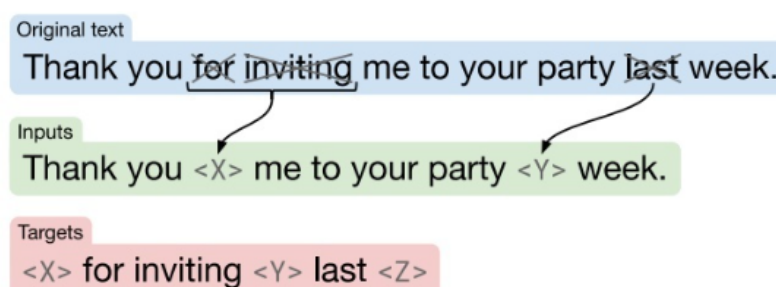 Original text
Thank you for inviting me to your party last week.
Inputs
Thank you <X> me to your party <Y> week.
Targets
<X> for inviting <Y> last <Z>